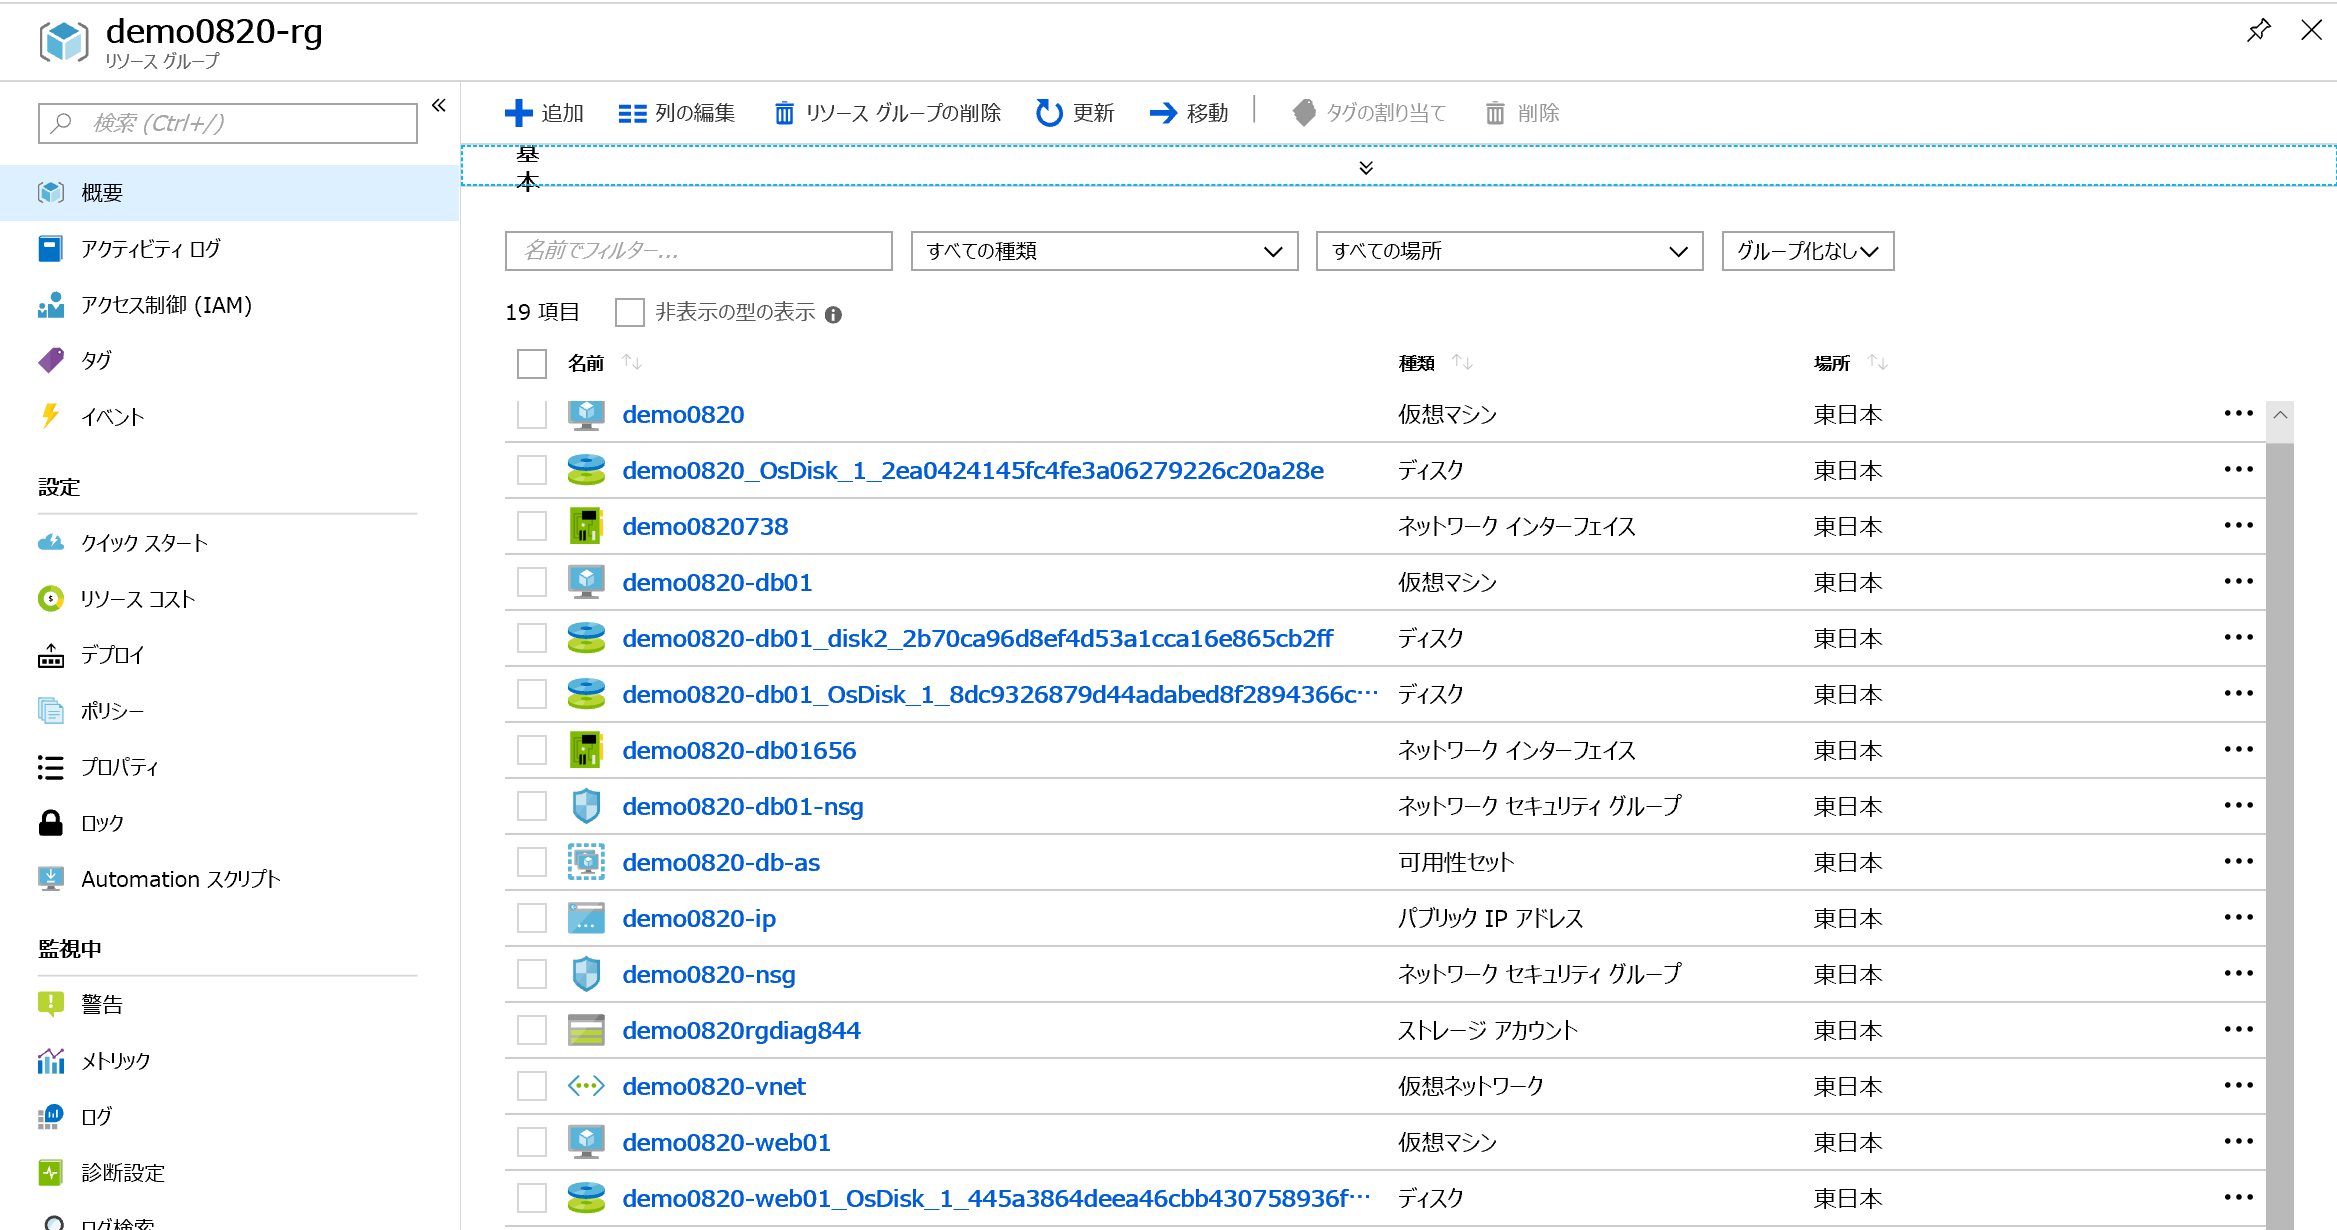 demo0820-rg
リソース グループ
検索 (Ctrl+/)
概要
アクティビティ ログ
アクセス制御 (IAM)
タグ
イベント
設定
クイック スタート
リソース コスト
デプロイ
ポリシー
プロパティ
ロック
Automation スクリプト
監視中
警告
メトリック
ログ
診断設定
ログ検索
追加 列の編集 リソース グループの削除 更新 移動 タグの割り当て 削除
基
本
名前でフィルター... すべての種類 すべての場所 グループ化なし
19 項目 非表示の型の表示
名前 種類 場所
demo0820 仮想マシン 東日本
demo0820_OsDisk_1_2ea0424145fc4fe3a06279226c20a28e ディスク 東日本
demo0820738 ネットワーク インターフェイス 東日本
demo0820-db01 仮想マシン 東日本
demo0820-db01_disk2_2b70ca96d8ef4d53a1cca16e865cb2ff ディスク 東日本
demo0820-db01_OsDisk_1_8dc9326879d44adabed8f2894366c… ディスク 東日本
demo0820-db01656 ネットワーク インターフェイス 東日本
demo0820-db01-nsg ネットワーク セキュリティ グループ 東日本
demo0820-db-as 可用性セット 東日本
demo0820-ip パブリック IP アドレス 東日本
demo0820-nsg ネットワーク セキュリティ グループ 東日本
demo0820rgdiag844 ストレージ アカウント 東日本
demo0820-vnet 仮想ネットワーク 東日本
demo0820-web01 仮想マシン 東日本
demo0820-web01_OsDisk_1_445a3864deea46cbb430758936f… ディスク 東日本